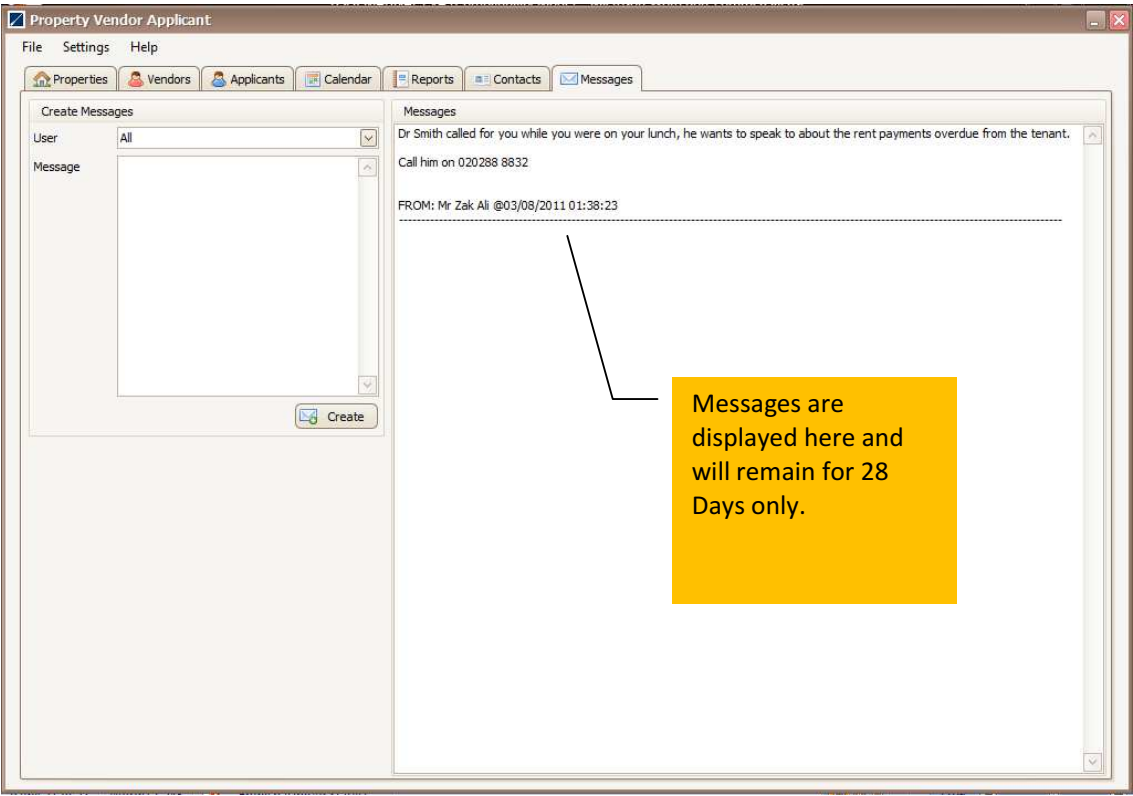 Property Vendor Applicant
File Settings Help
Properties Vendors Applicants Calendar Reports Contacts Messages
Create Messages
User All
Message
Create
Messages
Dr Smith called for you while you were on your lunch, he wants to speak to about the rent payments overdue from the tenant.
Call him on 020288 8832
FROM: Mr Zak Ali @03/08/2011 01:38:23
--------------------------------------------------------------------------------
Messages are
displayed here and
will remain for 28
Days only.